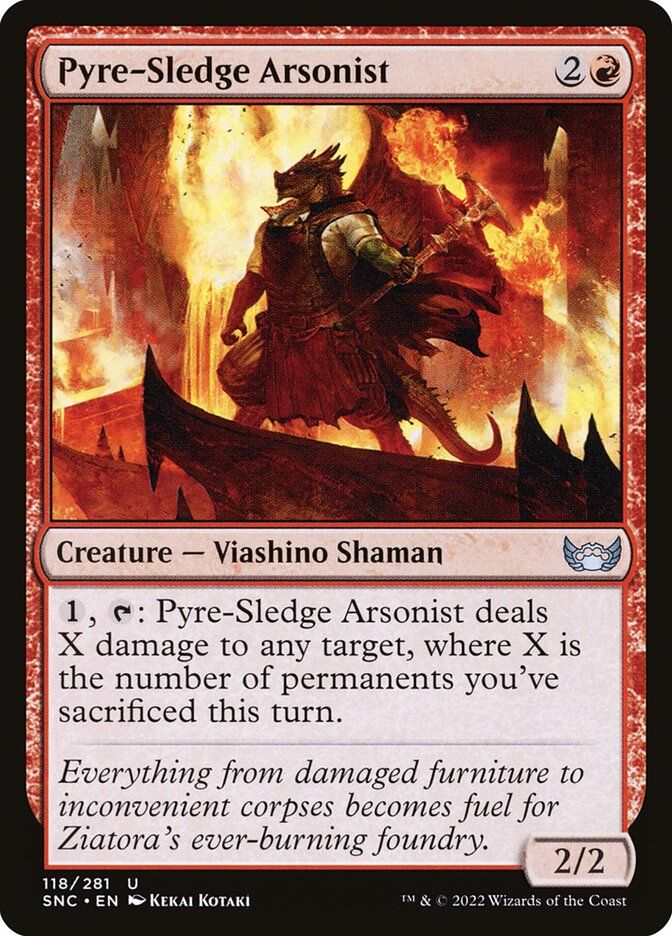 Pyre-Sledge Arsonist 2
Creature — Viashino Shaman
1, : Pyre-Sledge Arsonist deals
X damage to any target, where X is
the number of permanents you've
sacrificed this turn.
Everything from damaged furniture to
inconvenient corpses becomes fuel for
Ziatora's ever-burning foundry.
2/2
118/281 U
SNC • EN Kekai Kotaki ™ & © 2022 Wizards of the Coast